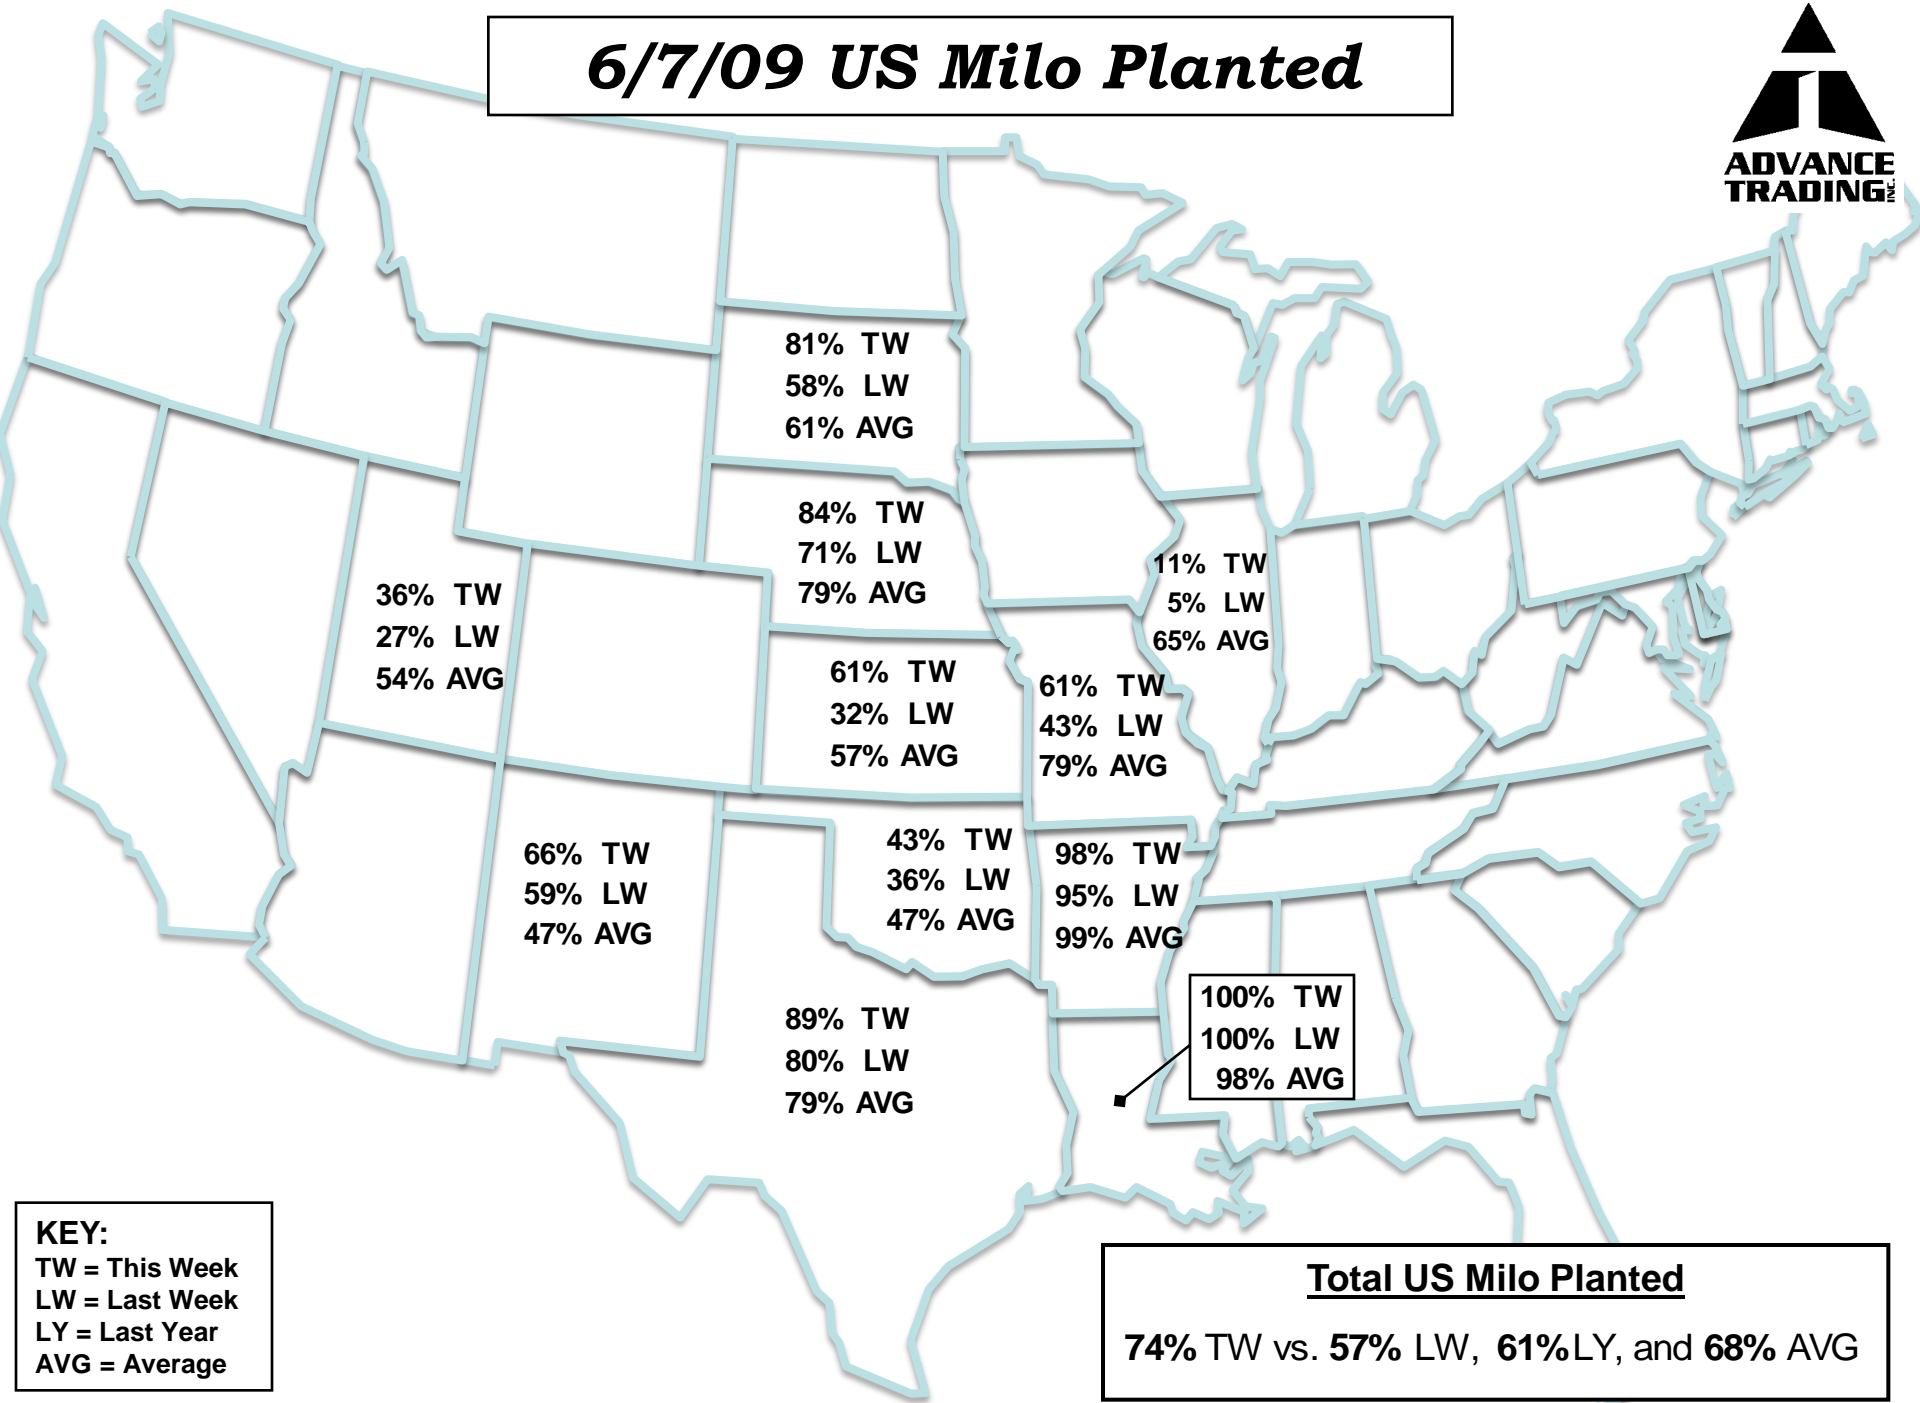 6/7/09 US Milo Planted
ADVANCE
TRADING INC.
81% TW
58% LW
61% AVG
84% TW
71% LW
79% AVG
11% TW
5% LW
65% AVG
36% TW
27% LW
54% AVG
61% TW
32% LW
57% AVG
61% TW
43% LW
79% AVG
66% TW
59% LW
47% AVG
43% TW
36% LW
47% AVG
98% TW
95% LW
99% AVG
100% TW
100% LW
98% AVG
89% TW
80% LW
79% AVG
KEY:
TW = This Week
LW = Last Week
LY = Last Year
AVG = Average
Total US Milo Planted
74% TW vs. 57% LW, 61% LY, and 68% AVG